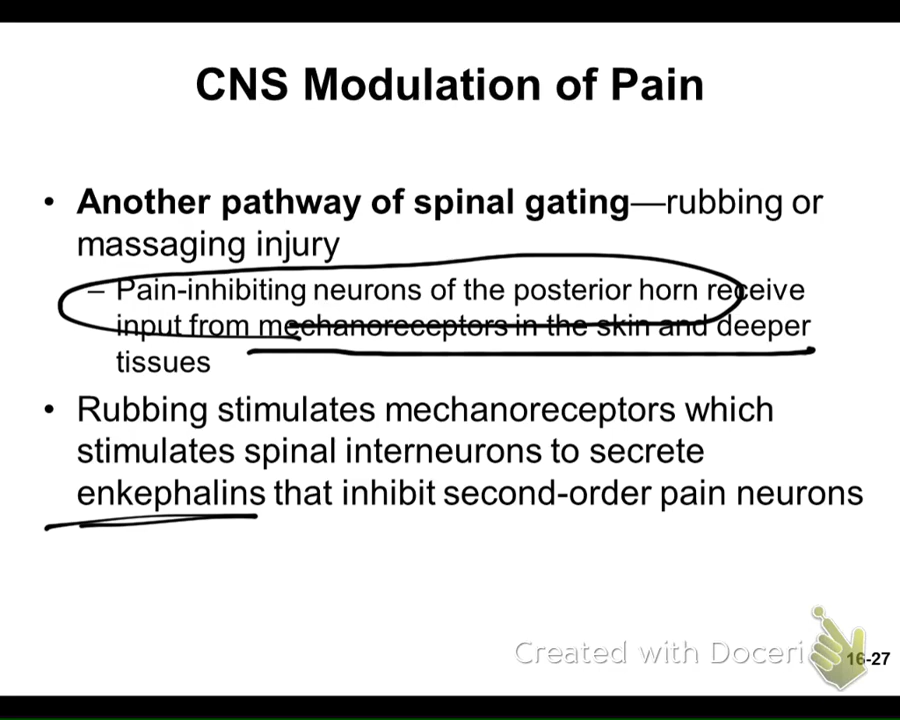 CNS Modulation of Pain
• Another pathway of spinal gating—rubbing or
massaging injury
– Pain-inhibiting neurons of the posterior horn receive
input from mechanoreceptors in the skin and deeper
tissues
• Rubbing stimulates mechanoreceptors which
stimulates spinal interneurons to secrete
enkephalins that inhibit second-order pain neurons
Created with Doceri
16-27